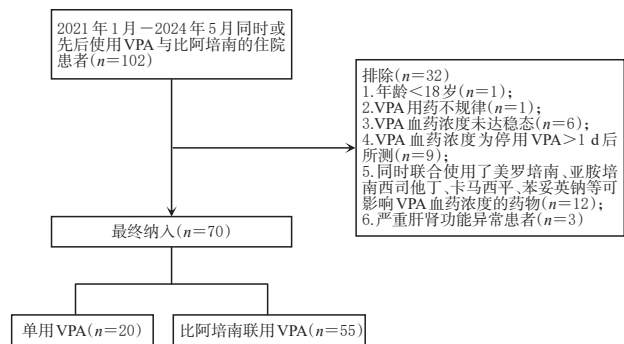 2021年1月—2024年5月同时或
先后使用VPA与比阿培南的住院
患者(n=102)
排除(n=32)
1.年龄<18岁(n=1);
2.VPA用药不规律(n=1);
3.VPA血药浓度未达稳态(n=6);
4.VPA血药浓度为停用VPA>1 d后
所测(n=9);
5.同时联合使用了美罗培南、亚胺培
南西司他丁、卡马西平、苯妥英钠等可
影响VPA血药浓度的药物(n=12);
6.严重肝肾功能异常患者(n=3)
最终纳入(n=70)
单用VPA(n=20)
比阿培南联用VPA(n=55)